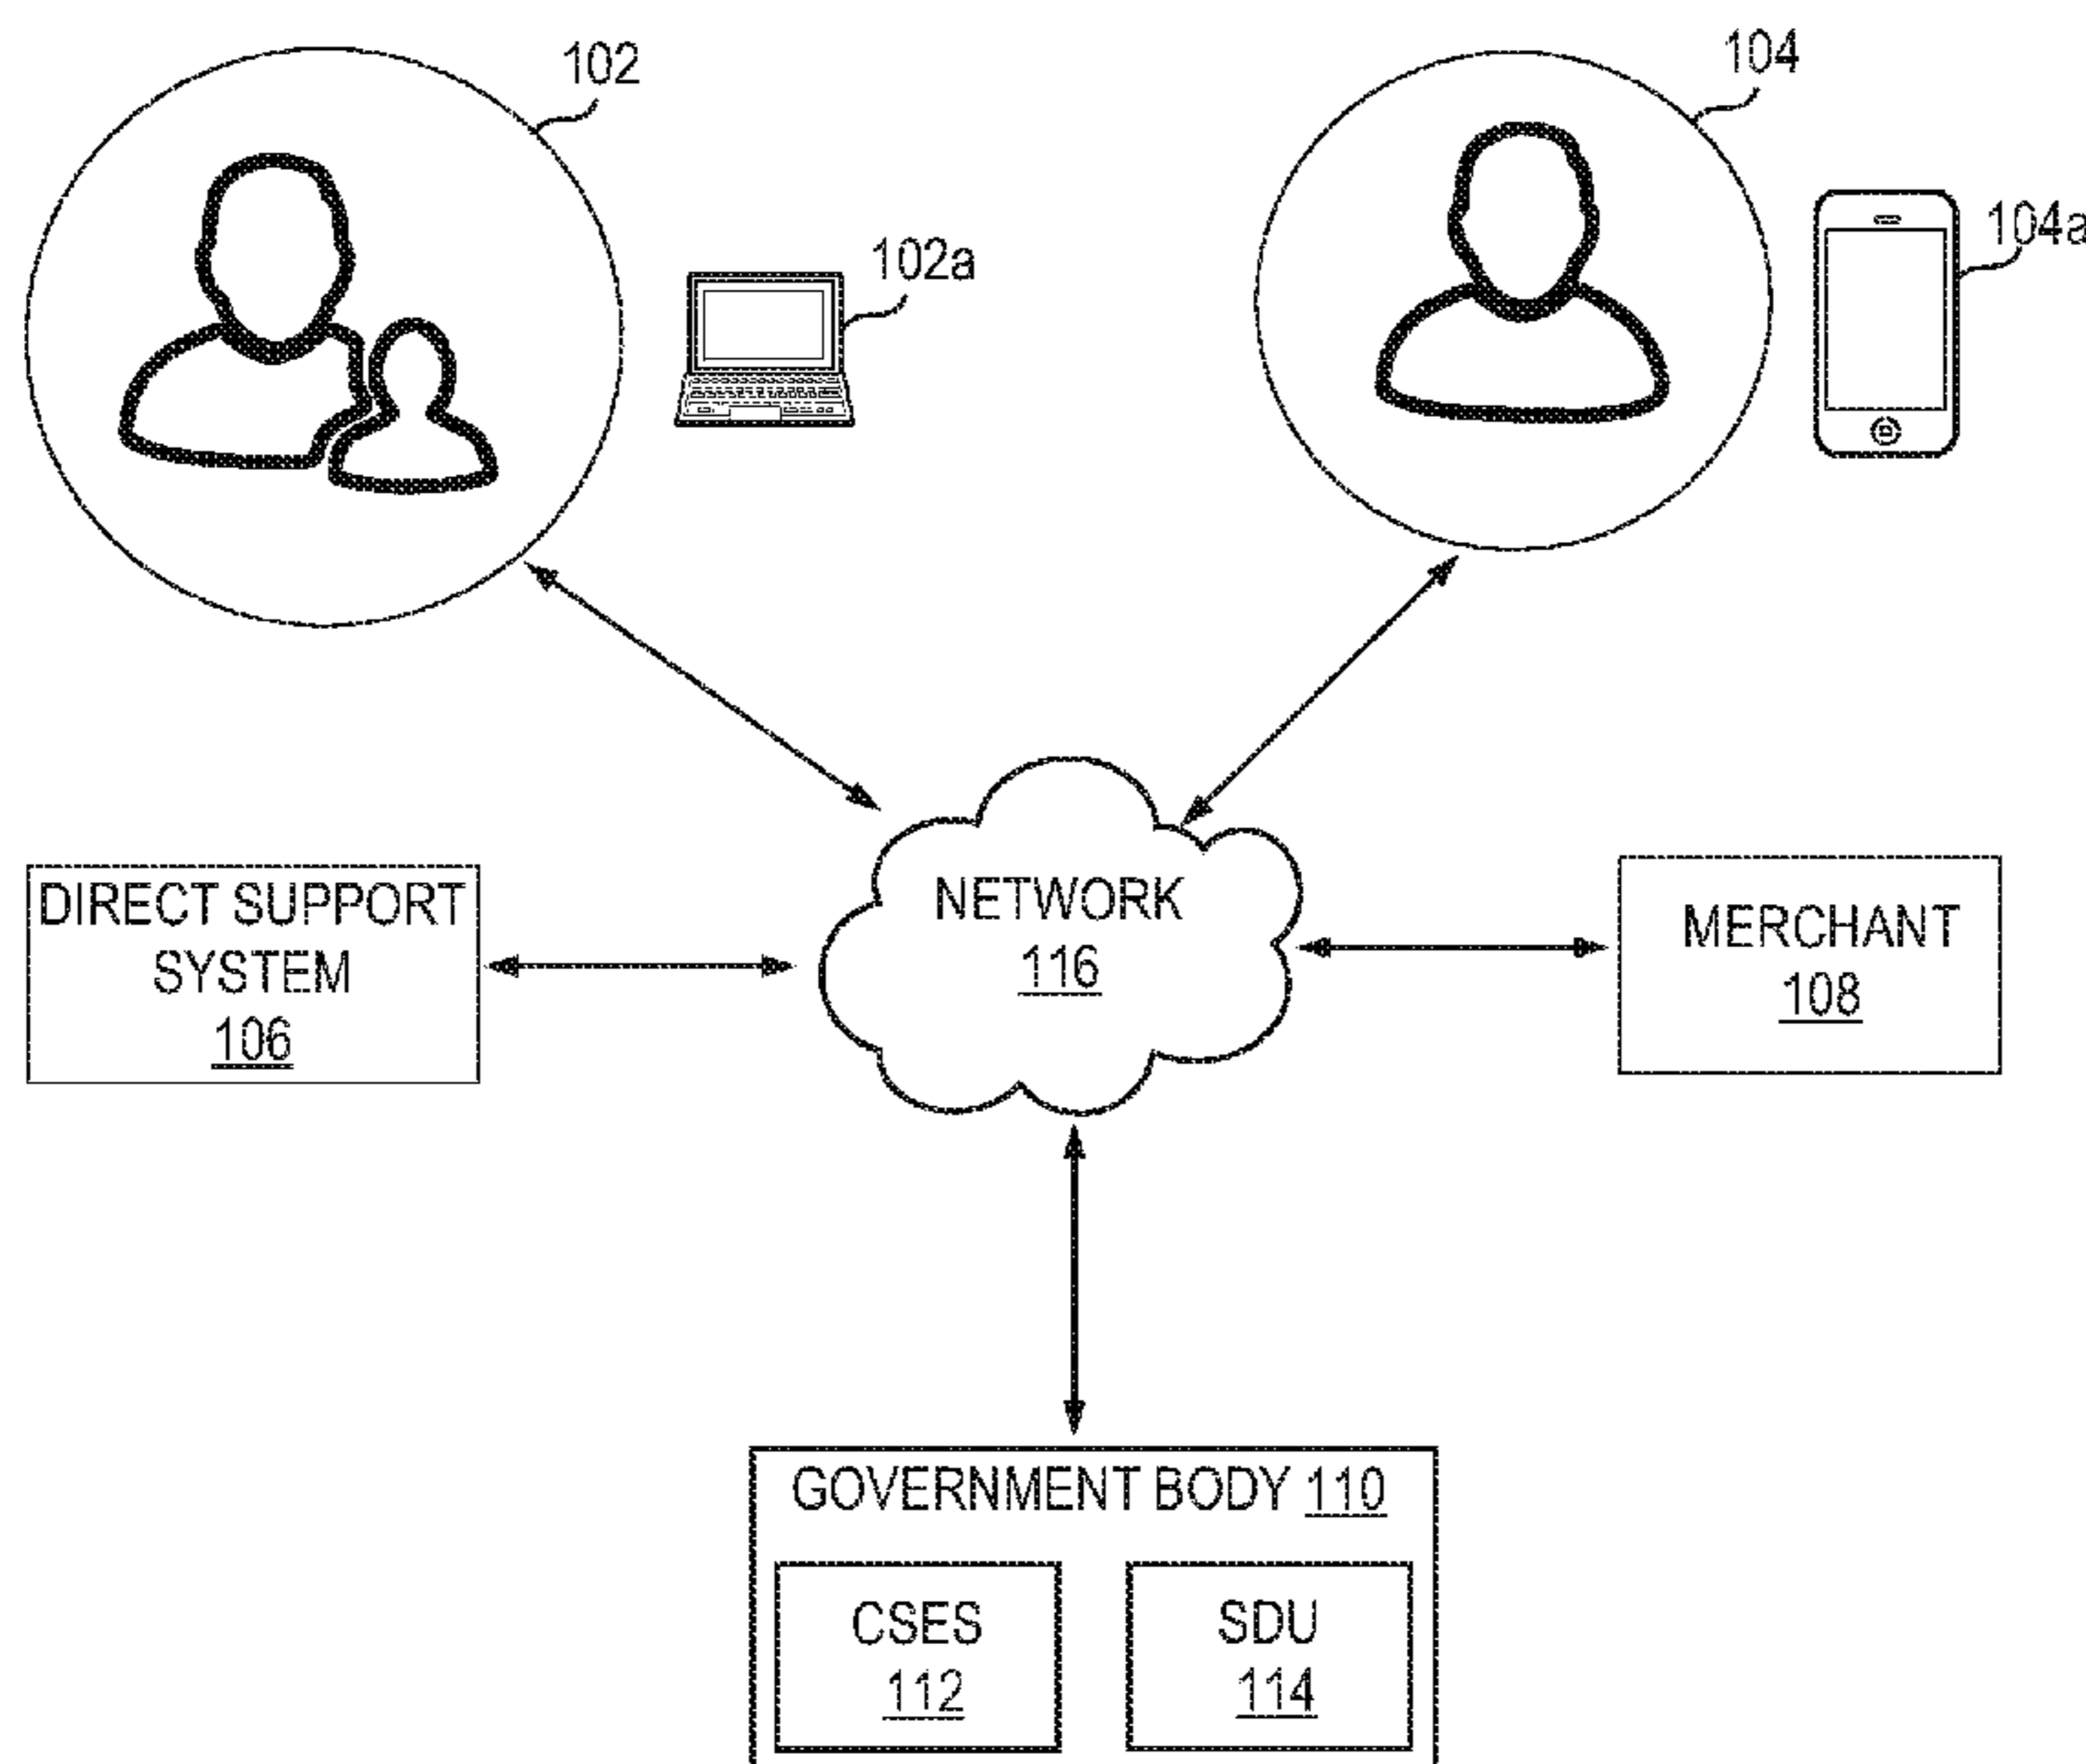 102
104
102a
104a
DIRECT SUPPORT
SYSTEM
106
NETWORK
116
MERCHANT
108
GOVERNMENT BODY 110
CSES
112
SDU
114